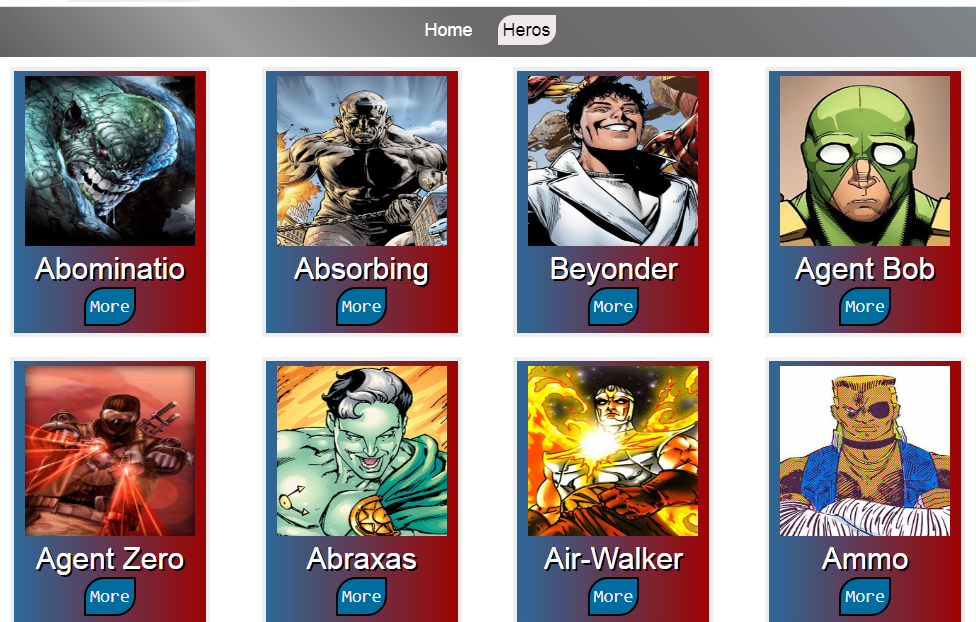 Home Heros
Abominatio Absorbing Beyonder Agent Bob
More More More More
Agent Zero Abraxas Air-Walker Ammo
More More More More